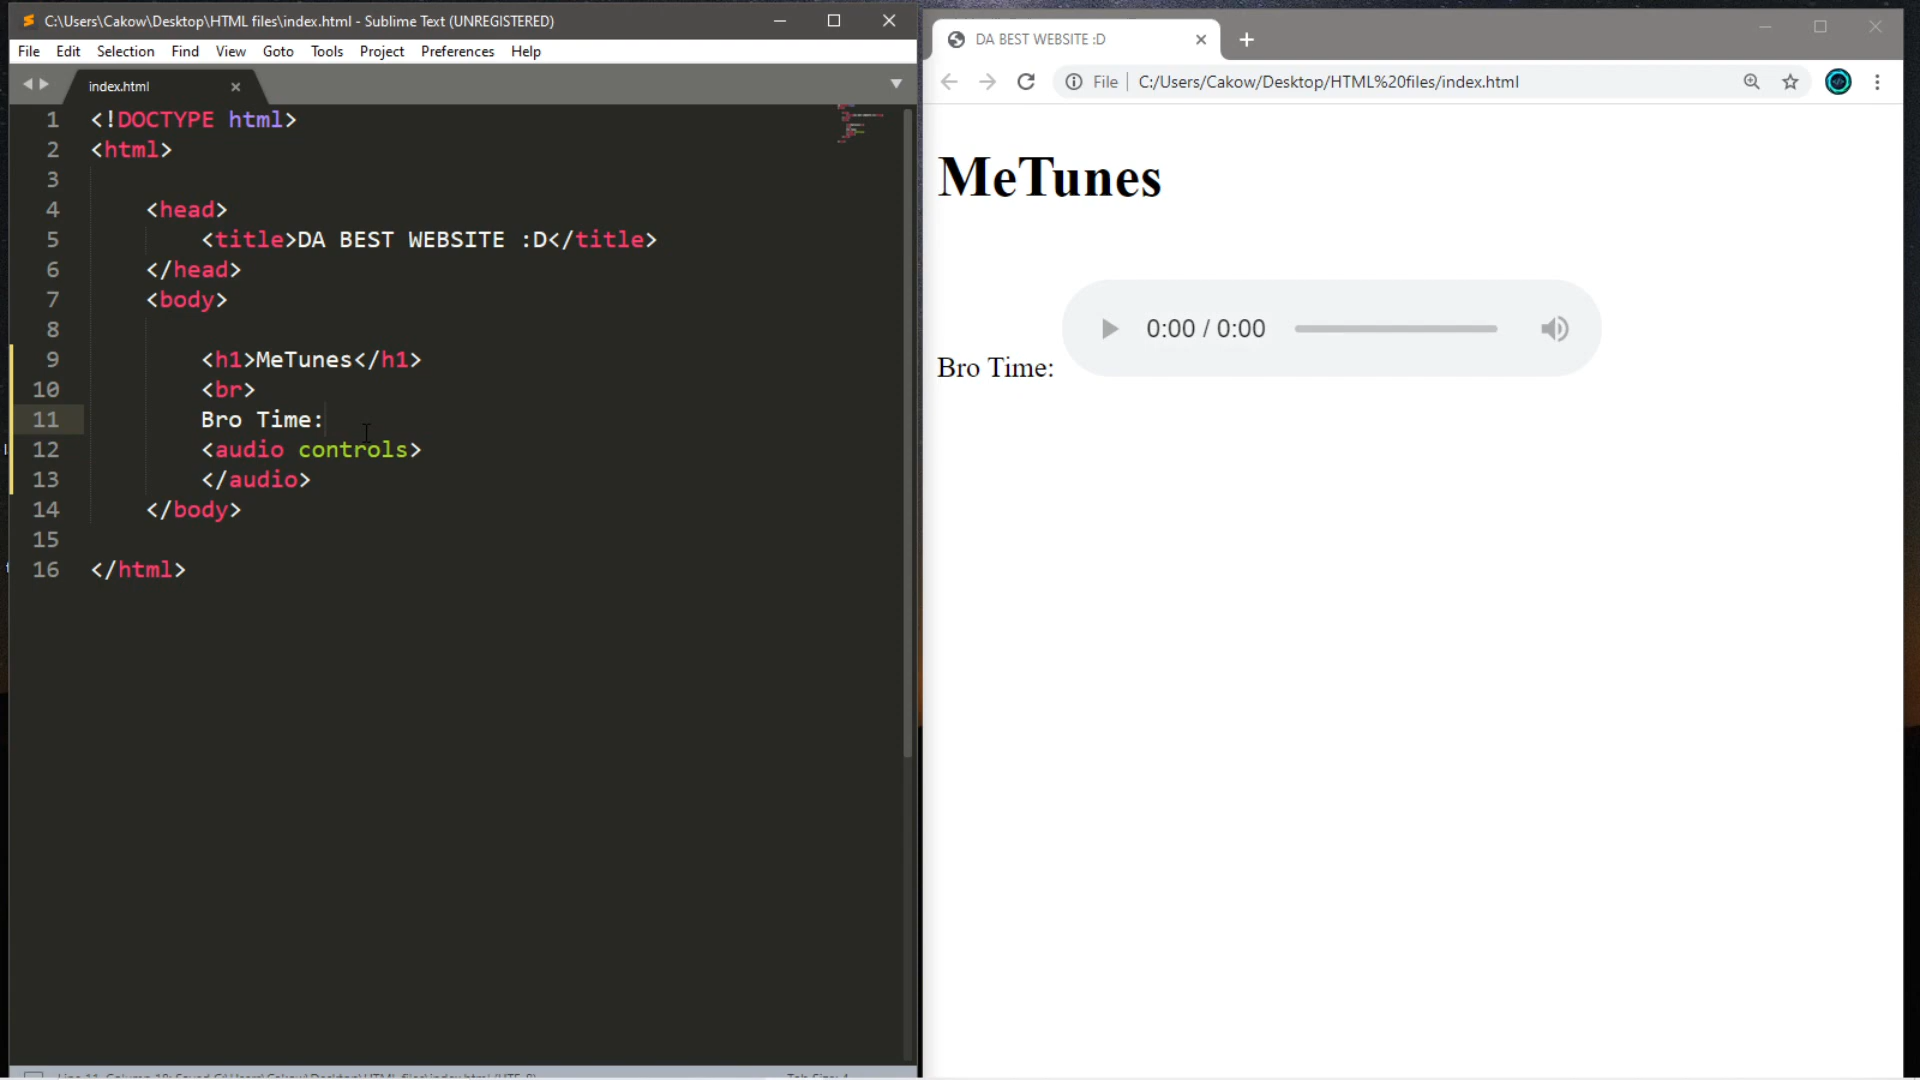 C:\Users\Cakow\Desktop\HTML files\index.html - Sublime Text (UNREGISTERED)
File Edit Selection Find View Goto Tools Project Preferences Help
index.html
1 <!DOCTYPE html>
2 <html>
3
4 <head>
5 <title>DA BEST WEBSITE :D</title>
6 </head>
7 <body>
8
9 <h1>MeTunes</h1>
10 <br>
11 Bro Time:
12 <audio controls>
13 </audio>
14 </body>
15
16 </html>
DA BEST WEBSITE :D
File C:/Users/Cakow/Desktop/HTML%20files/index.html
MeTunes
0:00 / 0:00
Bro Time: